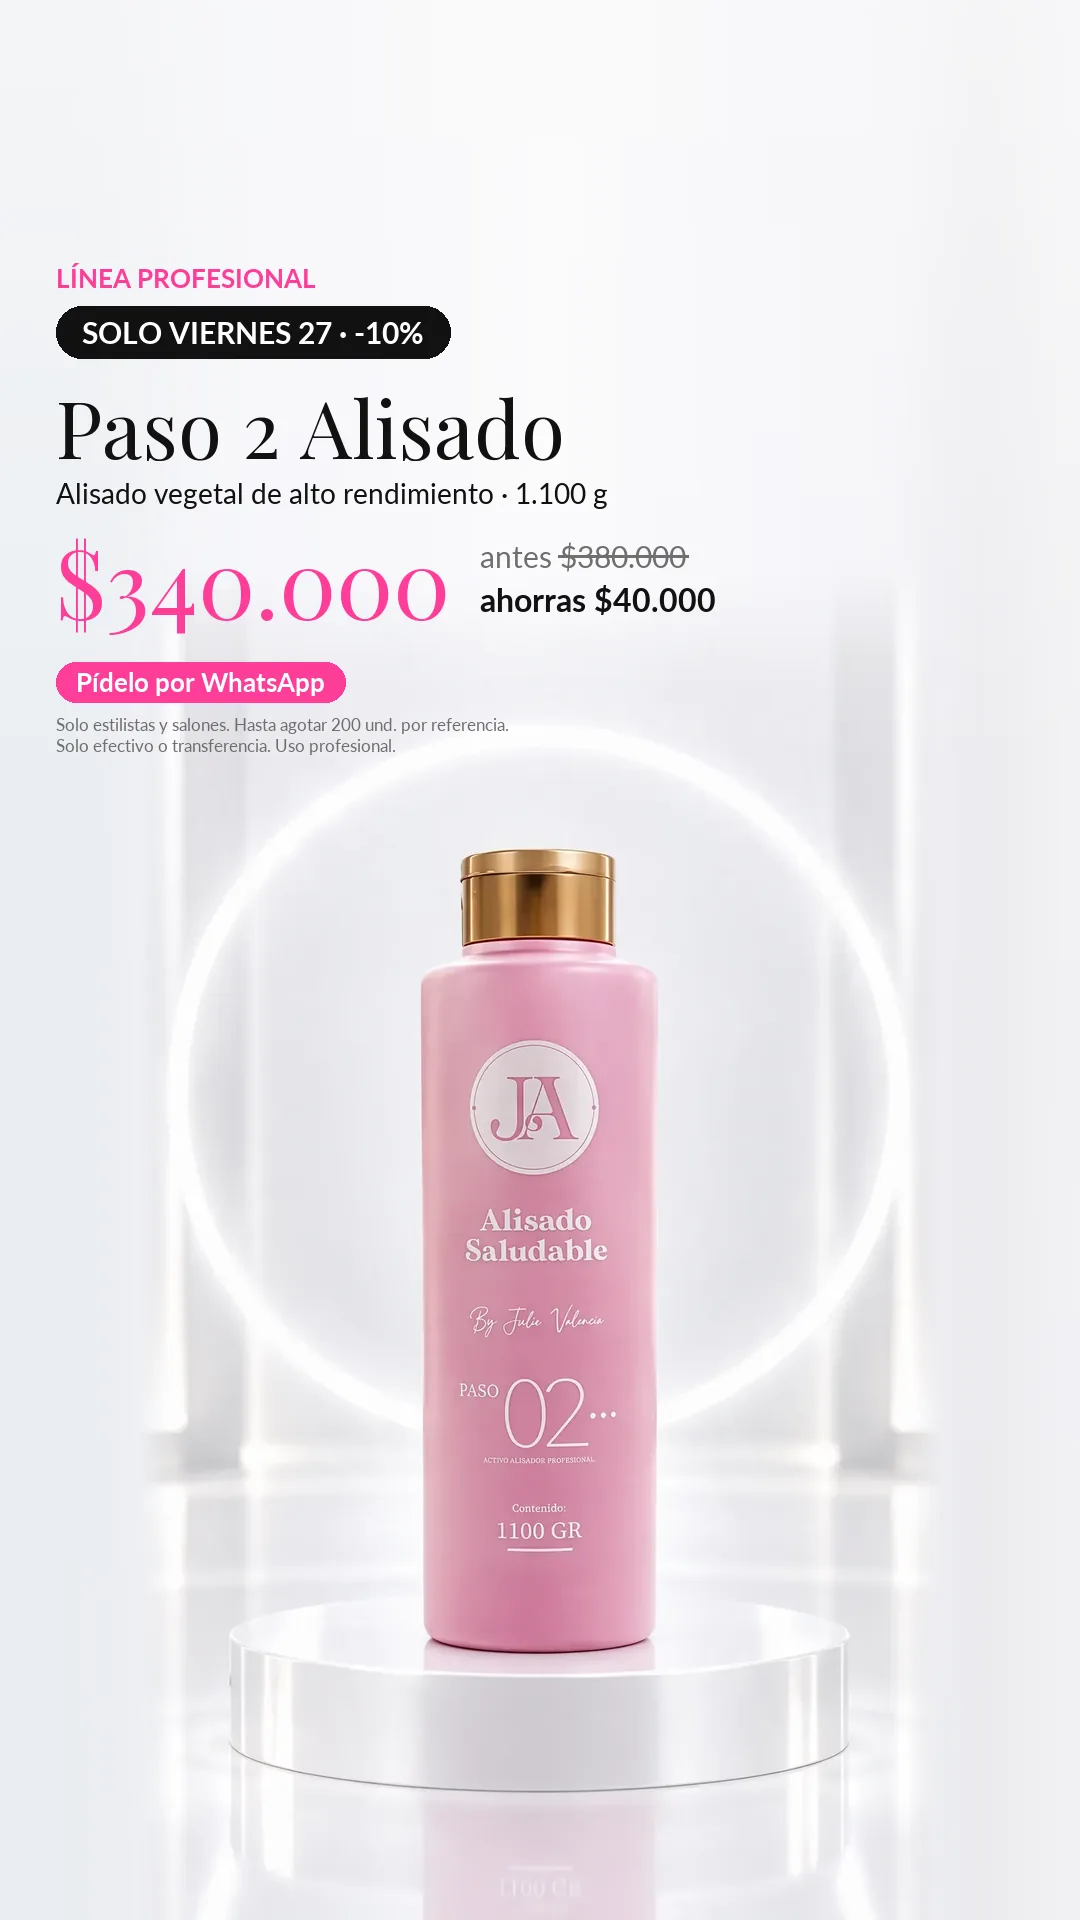 LÍNEA PROFESIONAL
SOLO VIERNES 27 · -10%
Paso 2 Alisado
Alisado vegetal de alto rendimiento · 1.100 g
$340.000
antes $380.000
ahorras $40.000
Pídelo por WhatsApp
Solo estilistas y salones. Hasta agotar 200 und. por referencia.
Solo efectivo o transferencia. Uso profesional.
JA
Alisado
Saludable
By Julie Valencia
PASO 02...
ACTIVO ALISADOR PROFESIONAL
Contenido:
1100 GR
1100 GR